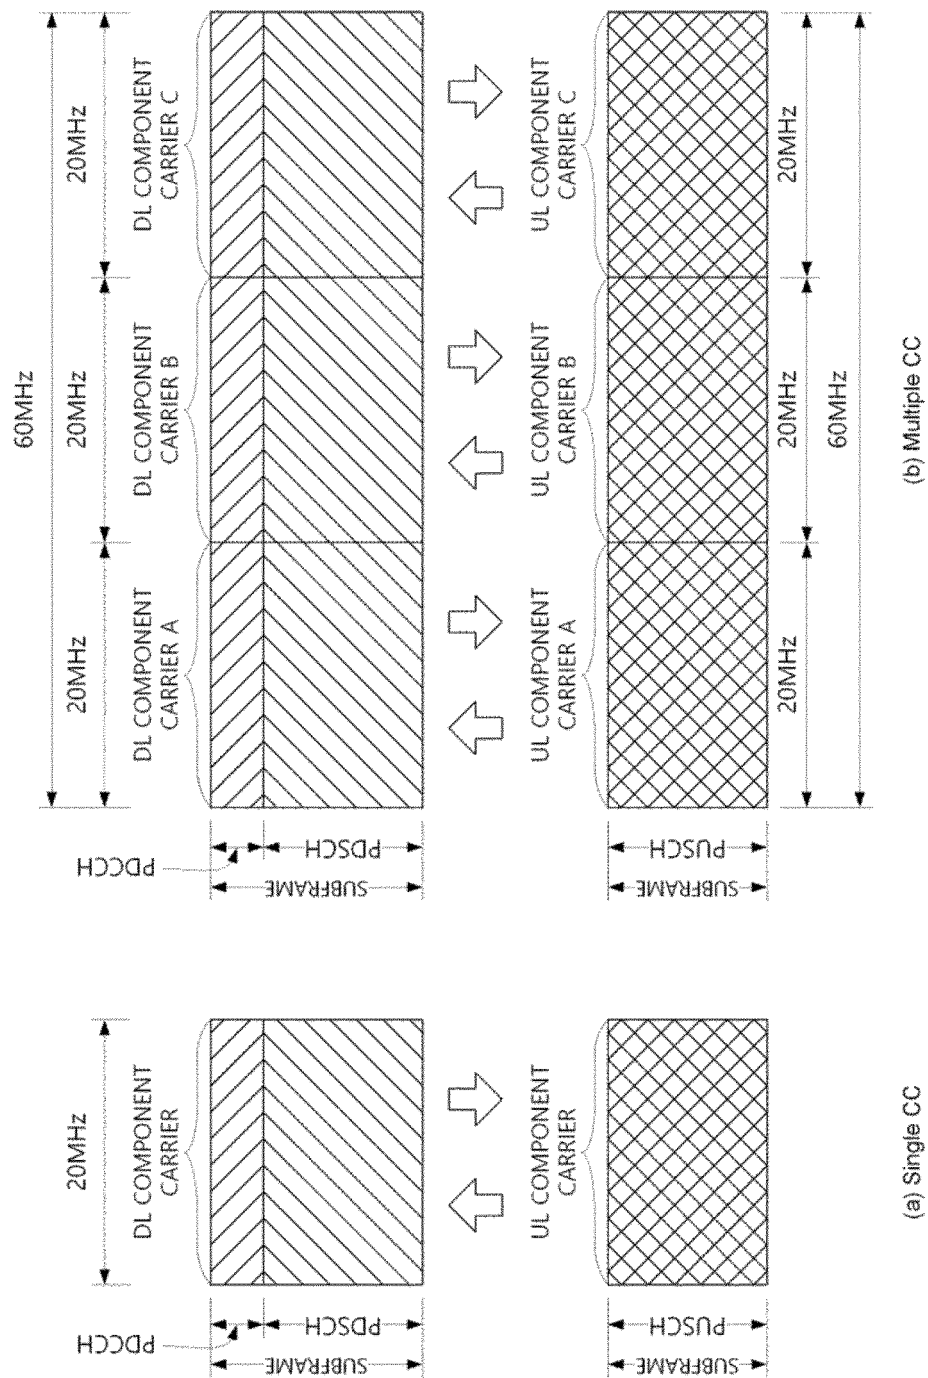 20MHz
DL COMPONENT
CARRIER
PDCCH
PDSCH
SUBFRAME
UL COMPONENT
CARRIER
PUSCH
SUBFRAME
(a) Single CC
60MHz
20MHz
20MHz
20MHz
DL COMPONENT
CARRIER A
DL COMPONENT
CARRIER B
DL COMPONENT
CARRIER C
PDCCH
PDSCH
SUBFRAME
UL COMPONENT
CARRIER A
UL COMPONENT
CARRIER B
UL COMPONENT
CARRIER C
PUSCH
SUBFRAME
20MHz
20MHz
20MHz
60MHz
(b) Multiple CC